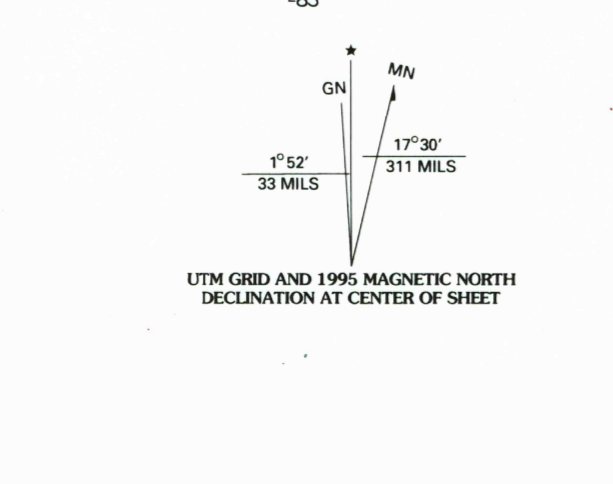 -83
★
MN
GN
17°30′
311 MILS
1°52′
33 MILS
UTM GRID AND 1995 MAGNETIC NORTH
DECLINATION AT CENTER OF SHEET